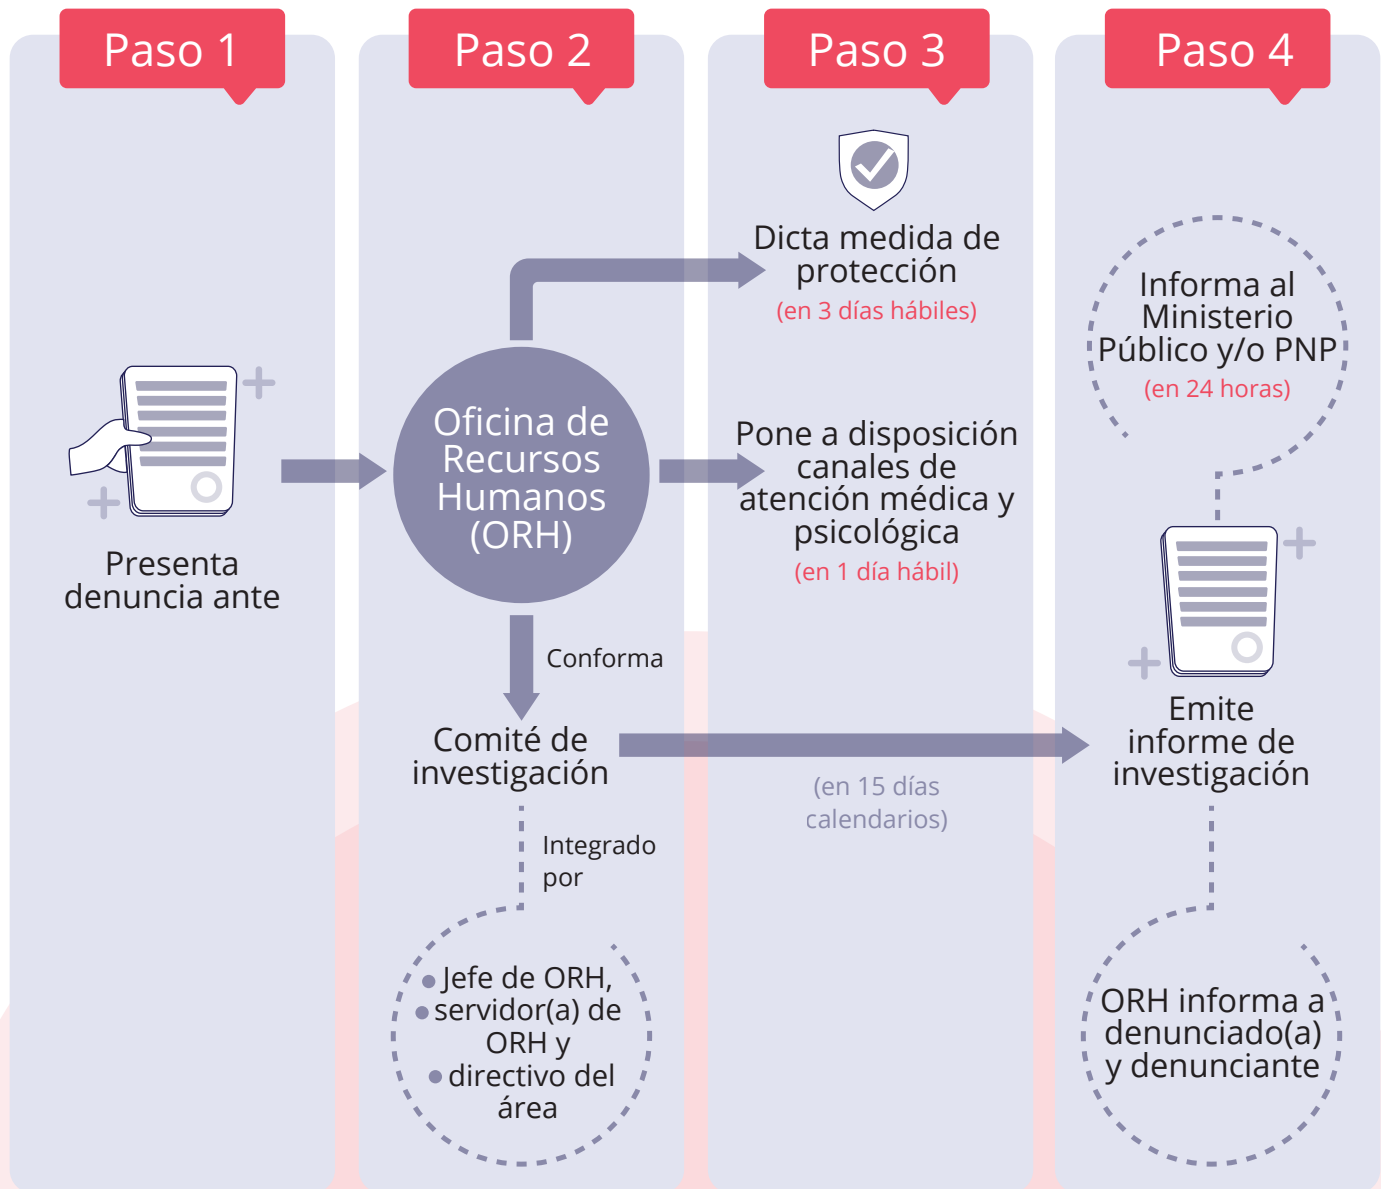 Paso 1
Presenta
denuncia ante
Paso 2
Oficina de
Recursos
Humanos
(ORH)
Conforma
Comité de
investigación
Integrado
por
Jefe de ORH,
servidor(a) de
ORH y
directivo del
área
Paso 3
Dicta medida de
protección
(en 3 días hábiles)
Pone a disposición
canales de
atención médica y
psicológica
(en 1 día hábil)
(en 15 días
calendarios)
Paso 4
Informa al
Ministerio
Público y/o PNP
(en 24 horas)
Emite
informe de
investigación
ORH informa a
denunciado(a)
y denunciante